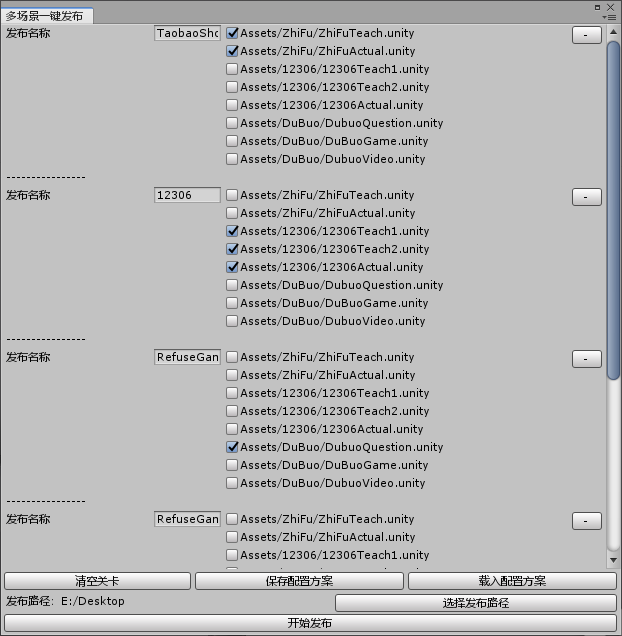 多场景一键发布
发布名称 TaobaoSho Assets/ZhiFu/ZhiFuTeach.unity -
Assets/ZhiFu/ZhiFuActual.unity
Assets/12306/12306Teach1.unity
Assets/12306/12306Teach2.unity
Assets/12306/12306Actual.unity
Assets/DuBuo/DubuoQuestion.unity
Assets/DuBuo/DuBuoGame.unity
Assets/DuBuo/DubuoVideo.unity
----------------
发布名称 12306 Assets/ZhiFu/ZhiFuTeach.unity -
Assets/ZhiFu/ZhiFuActual.unity
Assets/12306/12306Teach1.unity
Assets/12306/12306Teach2.unity
Assets/12306/12306Actual.unity
Assets/DuBuo/DubuoQuestion.unity
Assets/DuBuo/DuBuoGame.unity
Assets/DuBuo/DubuoVideo.unity
----------------
发布名称 RefuseGan Assets/ZhiFu/ZhiFuTeach.unity -
Assets/ZhiFu/ZhiFuActual.unity
Assets/12306/12306Teach1.unity
Assets/12306/12306Teach2.unity
Assets/12306/12306Actual.unity
Assets/DuBuo/DubuoQuestion.unity
Assets/DuBuo/DuBuoGame.unity
Assets/DuBuo/DubuoVideo.unity
----------------
发布名称 RefuseGan Assets/ZhiFu/ZhiFuTeach.unity -
Assets/ZhiFu/ZhiFuActual.unity
Assets/12306/12306Teach1.unity
清空关卡 保存配置方案 载入配置方案
发布路径：E:/Desktop 选择发布路径
开始发布